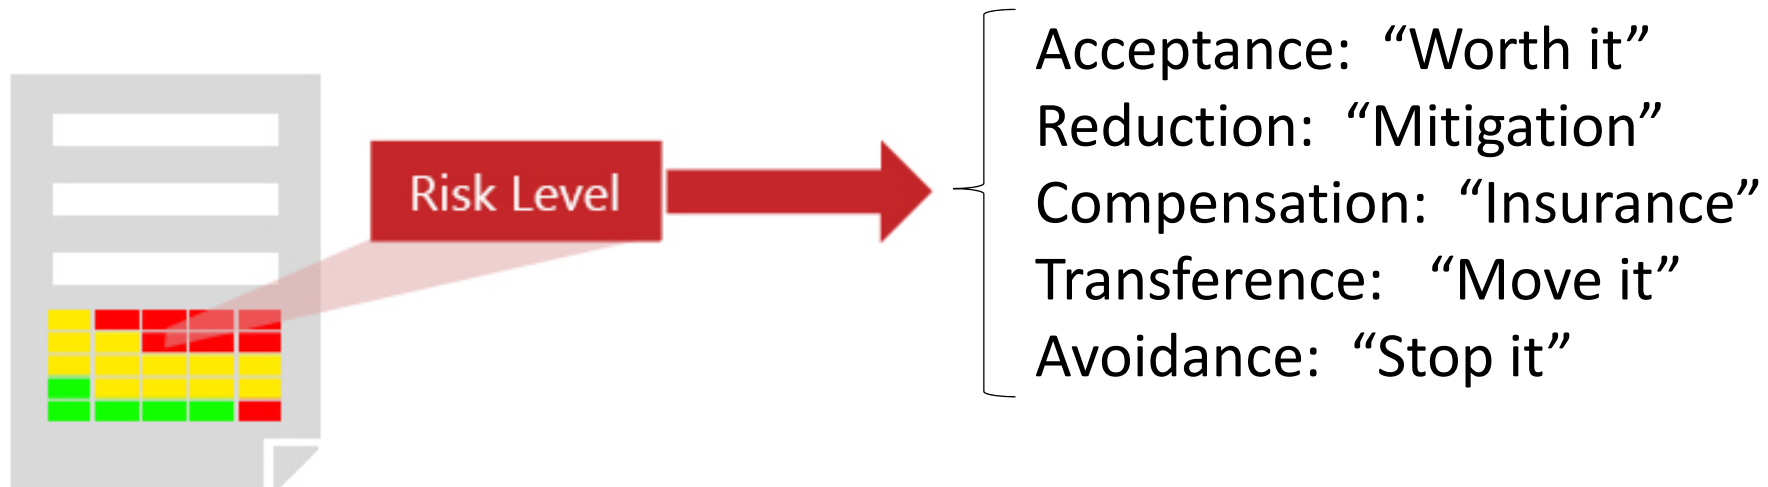 Risk Level
Acceptance: “Worth it”
Reduction: “Mitigation”
Compensation: “Insurance”
Transference: “Move it”
Avoidance: “Stop it”